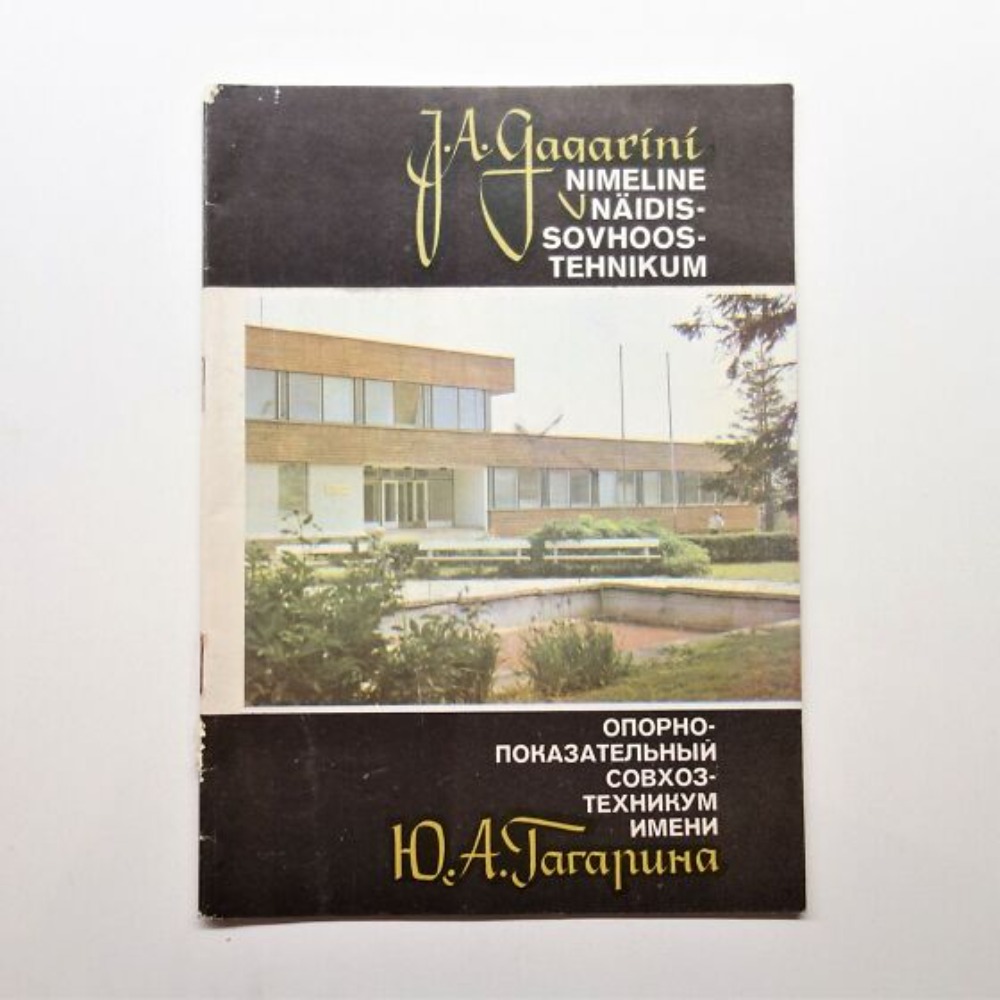 J.A. Gagarini
NIMELINE
NÄIDIS-
SOVHOOS-
TEHNIKUM
ОПОРНО-
ПОКАЗАТЕЛЬНЫЙ
СОВХОЗ-
ТЕХНИКУМ
ИМЕНИ
Ю.А.Гагарина